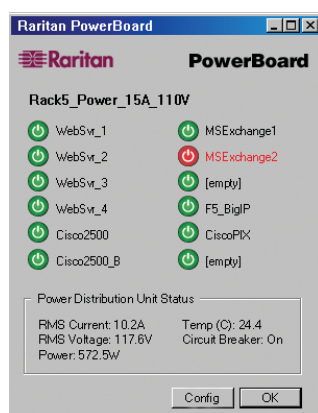 Raritan PowerBoard
Raritan
PowerBoard
Rack5_Power_15A_110V
WebSvr_1
MSExchange1
WebSvr_2
MSExchange2
WebSvr_3
[empty]
WebSvr_4
F5_BigIP
Cisco2500
CiscoPIX
Cisco2500_B
[empty]
Power Distribution Unit Status
RMS Current: 10.2A
Temp (C): 24.4
RMS Voltage: 117.6V
Circuit Breaker: On
Power: 572.5W
Config
OK